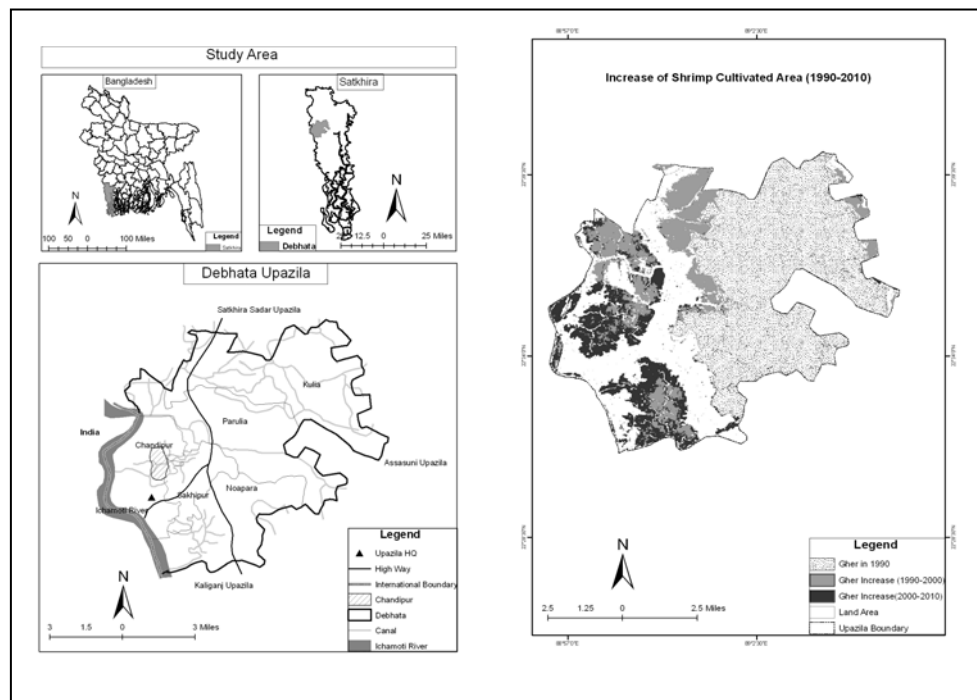 Study Area
Bangladesh
N
100 50 0 100 Miles
Legend
Satkhira
N
25 Miles
Legend
Debhata
Debhata Upazila
Satkhira Sadar Upazila
Kulia
Parulia
India
Chandipur
Assasuni Upazila
Noapara
Sakhipur
Ichamoti River
Kaliganj Upazila
N
3 1.5 0 3 Miles
Legend
Upazila HQ
High Way
International Boundary
Chandipur
Debhata
Canal
Ichamoti River
Increase of Shrimp Cultivated Area (1990-2010)
N
2.5 1.25 0 2.5 Miles
Legend
Gher in 1990
Gher Increase (1990-2000)
Gher Increase(2000-2010)
Land Area
Upazila Boundary